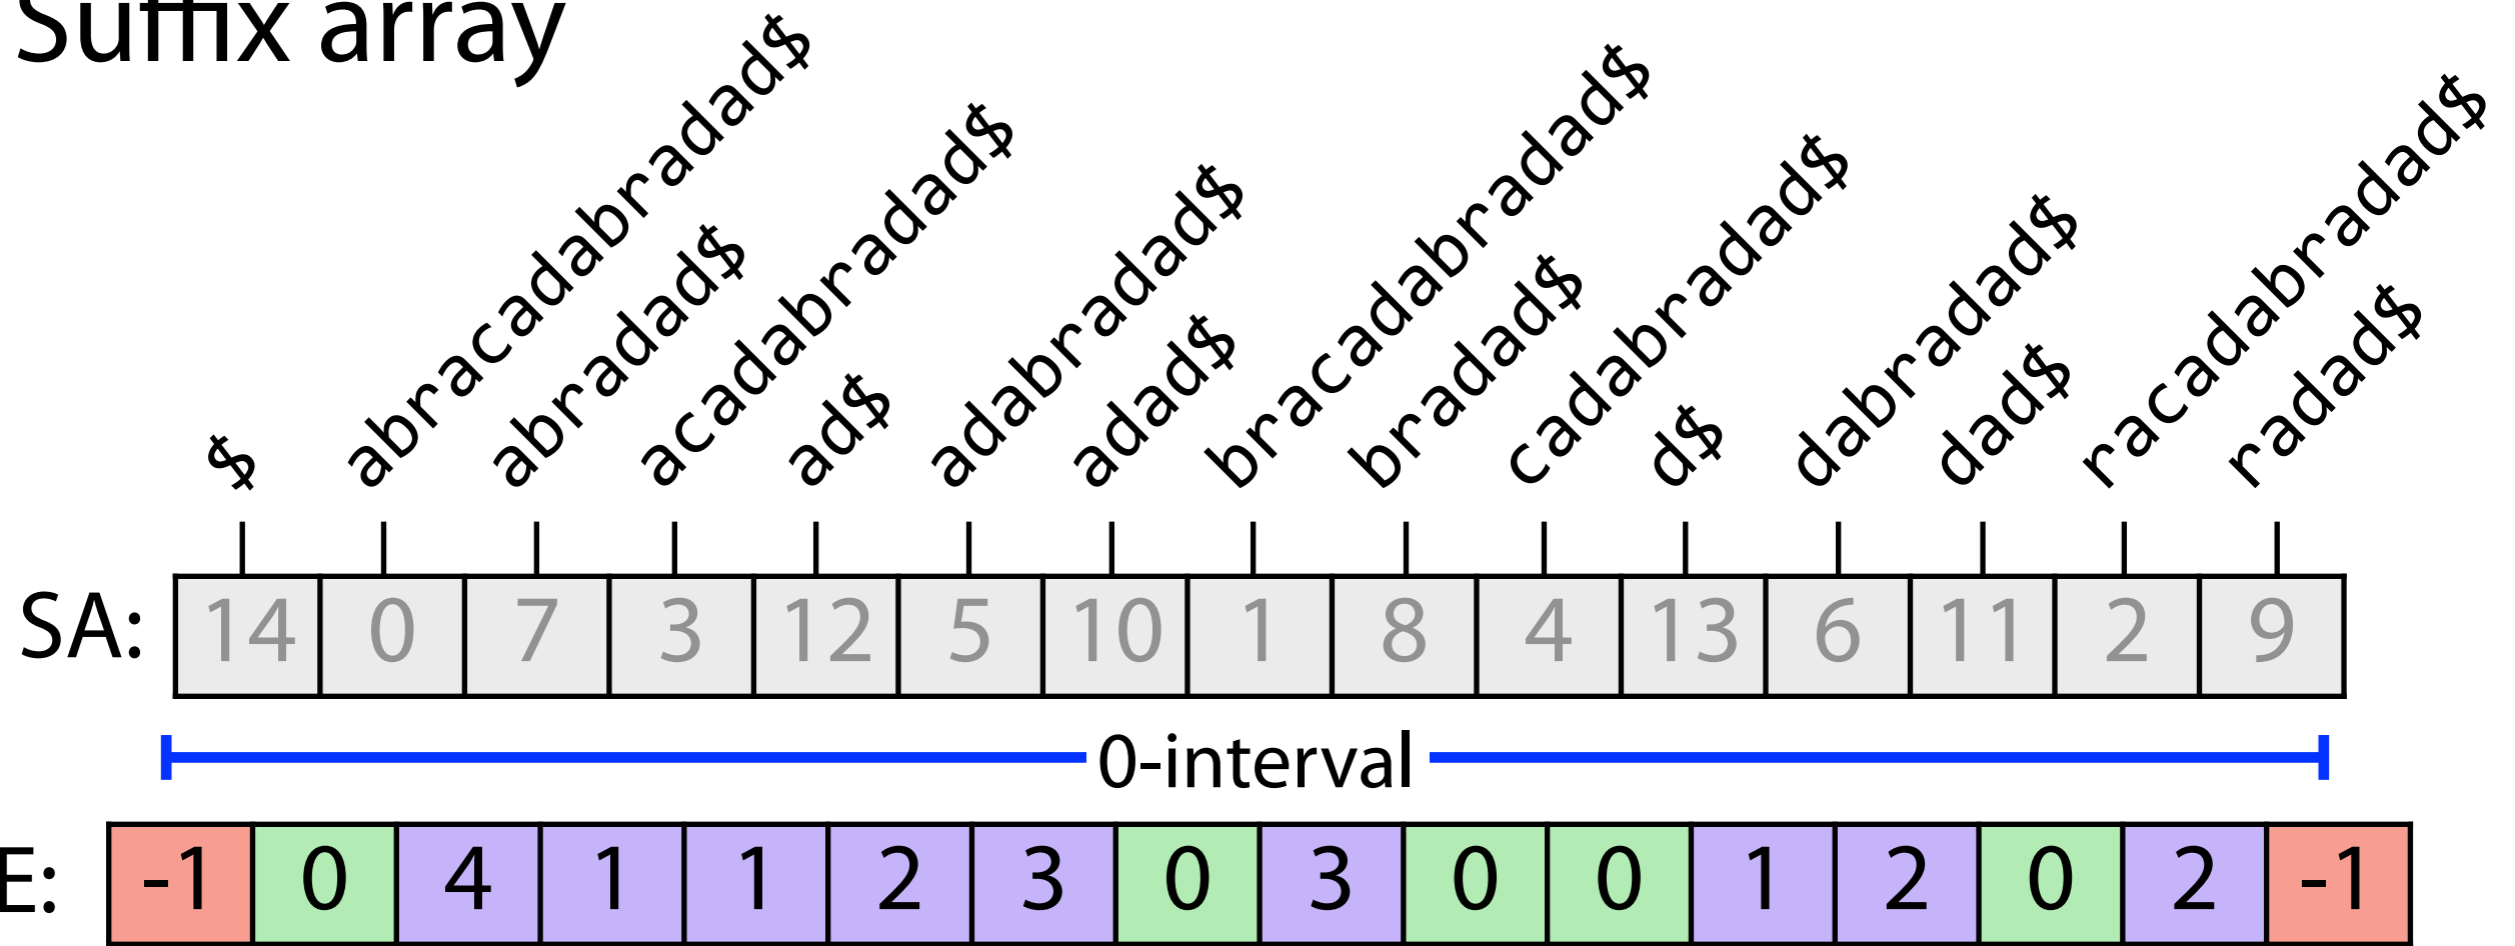 Suffix array
$
abracadabradad$
abradad$
acadabradad$
ad$
adabradad$
adad$
bracadabradad$
bradad$
cadabradad$
d$
dabradad$
dad$
racadabradad$
radad$
SA: 14 0 7 3 12 5 10 1 8 4 13 6 11 2 9
0-interval
E: -1 0 4 1 1 2 3 0 3 0 0 1 2 0 2 -1